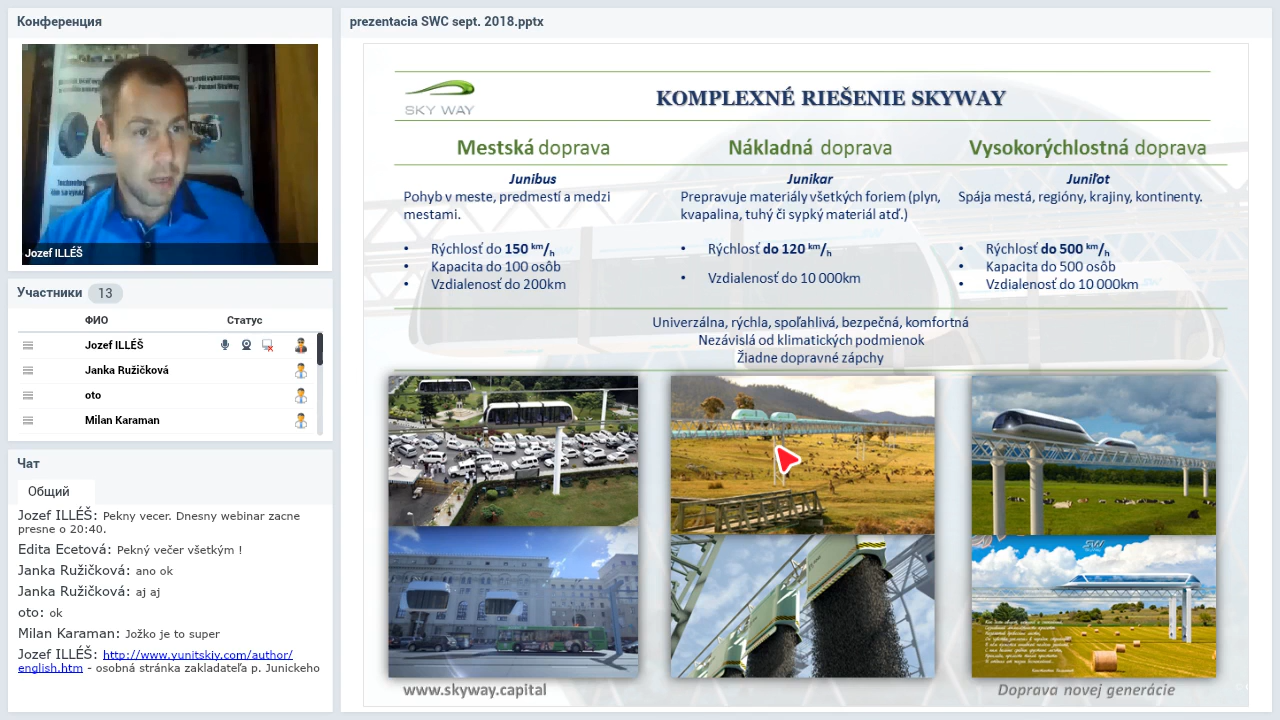 Конференция
Jozef ILLÉŠ
Участники 13
ФИО Статус
Jozef ILLÉŠ
Janka Ružičková
oto
Milan Karaman
Чат
Общий
Jozef ILLÉŠ: Pekny vecer. Dnesny webinar zacne
presne o 20:40.
Edita Ecetová: Pekný večer všetkým !
Janka Ružičková: ano ok
Janka Ružičková: aj aj
oto: ok
Milan Karaman: Jožko je to super
Jozef ILLÉŠ: http://www.yunitskiy.com/author/
english.htm - osobná stránka zakladateľa p. Junickeho
prezentacia SWC sept. 2018.pptx
SKY WAY
KOMPLEXNÉ RIEŠENIE SKYWAY
Mestská doprava
Junibus
Pohyb v meste, predmestí a medzi
mestami.
• Rýchlosť do 150 km/h
• Kapacita do 100 osôb
• Vzdialenosť do 200km
Nákladná doprava
Junikar
Prepravuje materiály všetkých foriem (plyn,
kvapalina, tuhý či sypký materiál atď.)
• Rýchlosť do 120 km/h
• Vzdialenosť do 10 000km
Vysokorýchlostná doprava
Juniľot
Spája mestá, regióny, krajiny, kontinenty.
• Rýchlosť do 500 km/h
• Kapacita do 500 osôb
• Vzdialenosť do 10 000km
Univerzálna, rýchla, spoľahlivá, bezpečná, komfortná
Nezávislá od klimatických podmienok
Žiadne dopravné zápchy
www.skyway.capital
Doprava novej generácie